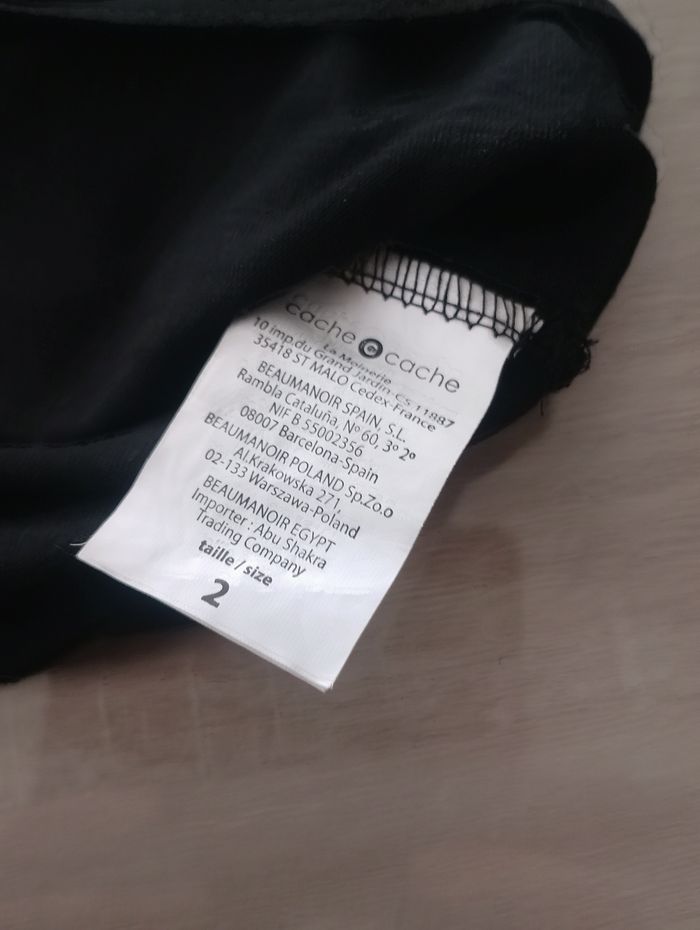 cache cache
La Moinerie
10 imp.du Grand Jardin, CS 11887
35418 ST MALO Cedex-France
BEAUMANOIR SPAIN, S.L.
Rambla Cataluña, Nº 60, 3º 2º
NIF B 55002356
08007 Barcelona-Spain
BEAUMANOIR POLAND Sp.Zo.o
Al.Krakowska 271,
02-133 Warszawa-Poland
BEAUMANOIR EGYPT
Importer : Abu Shakra
Trading Company
taille / size
2